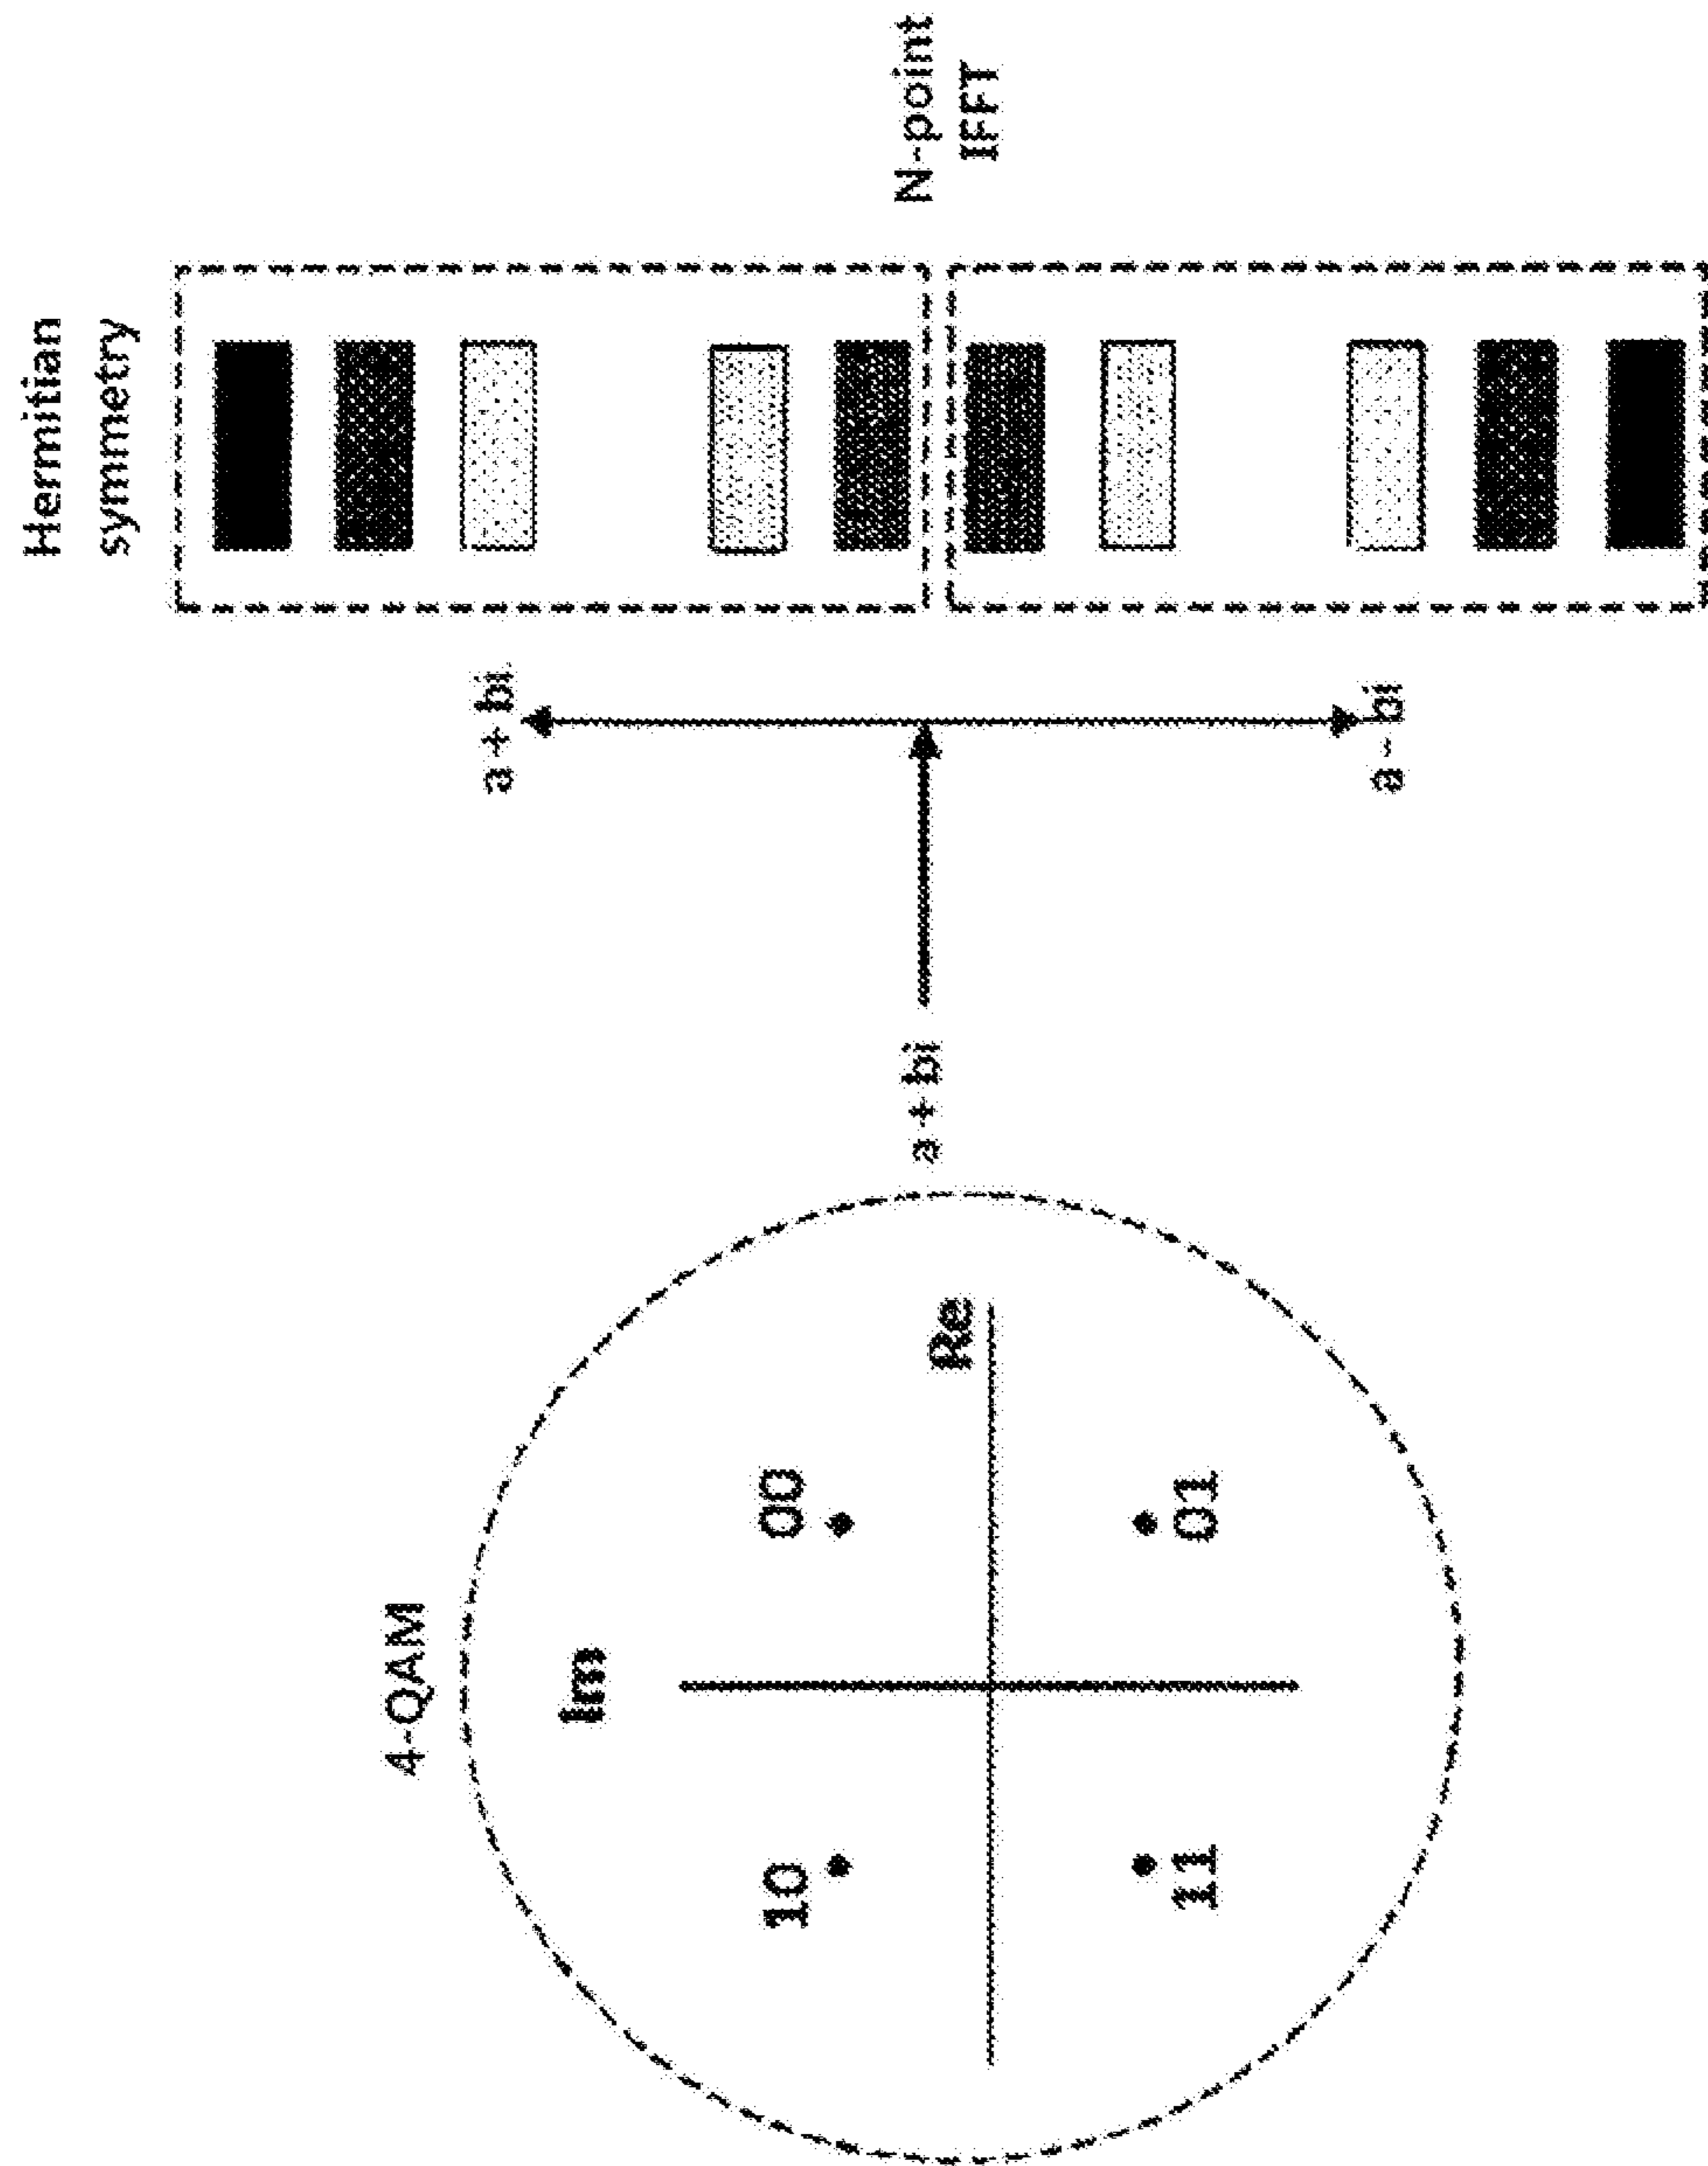 4-QAM
Im
10
00
Re
11
01
a + bi
a + bi
a - bi
Hermitian
symmetry
N-point
IFFT